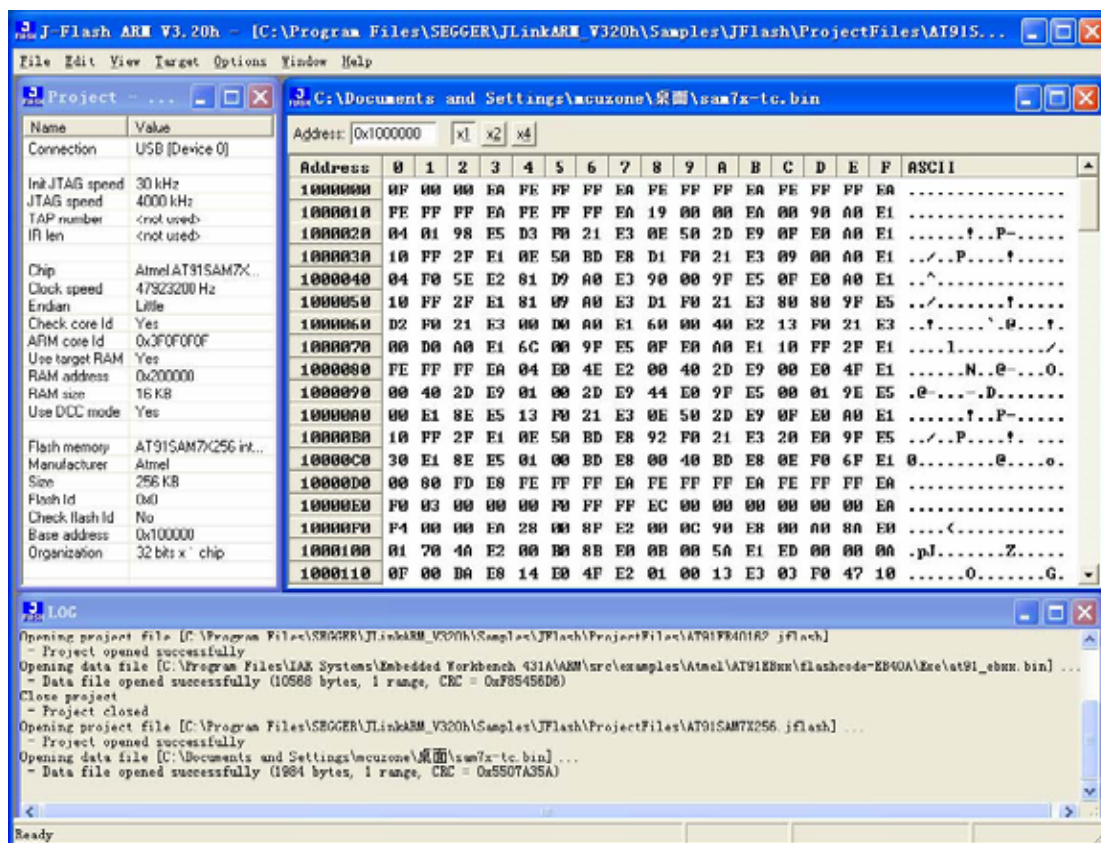 J-Flash ARM V3.20h - [C:\Program Files\SEGGER\JLinkARM_V320h\Samples\JFlash\ProjectFiles\AT91S...
File Edit View Target Options Window Help
Project - ...
Name Value
Connection USB [Device 0]
Init JTAG speed 30 kHz
JTAG speed 4000 kHz
TAP number <not used>
IR len <not used>
Chip Atmel AT91SAM7X...
Clock speed 47923200 Hz
Endian Little
Check core Id Yes
ARM core Id 0x3F0F0F0F
Use target RAM Yes
RAM address 0x200000
RAM size 16 KB
Use DCC mode Yes
Flash memory AT91SAM7X256 int...
Manufacturer Atmel
Size 256 KB
Flash Id 0x0
Check flash Id No
Base address 0x100000
Organization 32 bits x ` chip
C:\Documents and Settings\mcuzone\桌面\sam7x-tc.bin
Address: 0x1000000 x1 x2 x4
Address 0 1 2 3 4 5 6 7 8 9 A B C D E F ASCII
1000000 0F 00 00 EA FE FF FF EA FE FF FF EA FE FF FF EA ................
1000010 FE FF FF EA FE FF FF EA 19 00 00 EA 00 90 A0 E1 ................
1000020 04 01 98 E5 D3 F0 21 E3 0E 50 2D E9 0F E0 A0 E1 ......!..P-.....
1000030 10 FF 2F E1 0E 50 BD E8 D1 F0 21 E3 09 00 A0 E1 ../..P....!.....
1000040 04 F0 5E E2 81 D9 A0 E3 90 00 9F E5 0F E0 A0 E1 ..^.............
1000050 10 FF 2F E1 81 09 A0 E3 D1 F0 21 E3 80 80 9F E5 ../.......!.....
1000060 D2 F0 21 E3 00 D0 A0 E1 60 00 40 E2 13 F0 21 E3 ..!.....`.@...!.
1000070 00 D0 A0 E1 6C 00 9F E5 0F E0 A0 E1 10 FF 2F E1 ....l........./.
1000080 FE FF FF EA 04 E0 4E E2 00 40 2D E9 00 E0 4F E1 ......N..@-...O.
1000090 00 40 2D E9 01 00 2D E9 44 E0 9F E5 00 01 9E E5 .@-...-.D.......
10000A0 00 E1 8E E5 13 F0 21 E3 0E 50 2D E9 0F E0 A0 E1 ......!..P-.....
10000B0 10 FF 2F E1 0E 50 BD E8 92 F0 21 E3 20 E0 9F E5 ../..P....!. ...
10000C0 30 E1 8E E5 01 00 BD E8 00 40 BD E8 0E F0 6F E1 0........@....o.
10000D0 00 80 FD E8 FE FF FF EA FE FF FF EA FE FF FF EA ................
10000E0 F0 03 00 00 00 F0 FF FF EC 00 00 00 00 00 00 EA ................
10000F0 F4 00 00 EA 28 00 8F E2 00 0C 90 E8 00 A0 8A E0 ....(...........
1000100 01 70 4A E2 00 B0 8B E0 0B 00 5A E1 ED 00 00 0A .pJ.......Z.....
1000110 0F 00 DA E8 14 E0 4F E2 01 00 13 E3 03 F0 47 10 ......O.......G.
LOG
Opening project file [C:\Program Files\SEGGER\JLinkARM_V320h\Samples\JFlash\ProjectFiles\AT91FR40162.jflash]
- Project opened successfully
Opening data file [C:\Program Files\IAR Systems\Embedded Workbench 431A\ARM\src\examples\Atmel\AT91EBxx\flashcode-EB40A\Exe\at91_ebxx.bin] ...
- Data file opened successfully (10568 bytes, 1 range, CRC = 0xF85456D6)
Close project
- Project closed
Opening project file [C:\Program Files\SEGGER\JLinkARM_V320h\Samples\JFlash\ProjectFiles\AT91SAM7X256.jflash] ...
- Project opened successfully
Opening data file [C:\Documents and Settings\mcuzone\桌面\sam7x-tc.bin] ...
- Data file opened successfully (1984 bytes, 1 range, CRC = 0x5507A35A)
Ready